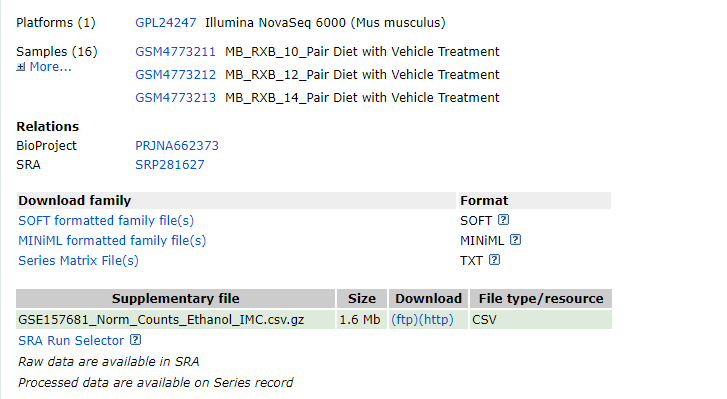 Platforms (1) GPL24247 Illumina NovaSeq 6000 (Mus musculus)
Samples (16) GSM4773211 MB_RXB_10_Pair Diet with Vehicle Treatment
More... GSM4773212 MB_RXB_12_Pair Diet with Vehicle Treatment
GSM4773213 MB_RXB_14_Pair Diet with Vehicle Treatment
Relations
BioProject PRJNA662373
SRA SRP281627
Download family Format
SOFT formatted family file(s) SOFT ?
MINiML formatted family file(s) MINiML ?
Series Matrix File(s) TXT ?
Supplementary file Size Download File type/resource
GSE157681_Norm_Counts_Ethanol_IMC.csv.gz 1.6 Mb (ftp)(http) CSV
SRA Run Selector ?
Raw data are available in SRA
Processed data are available on Series record